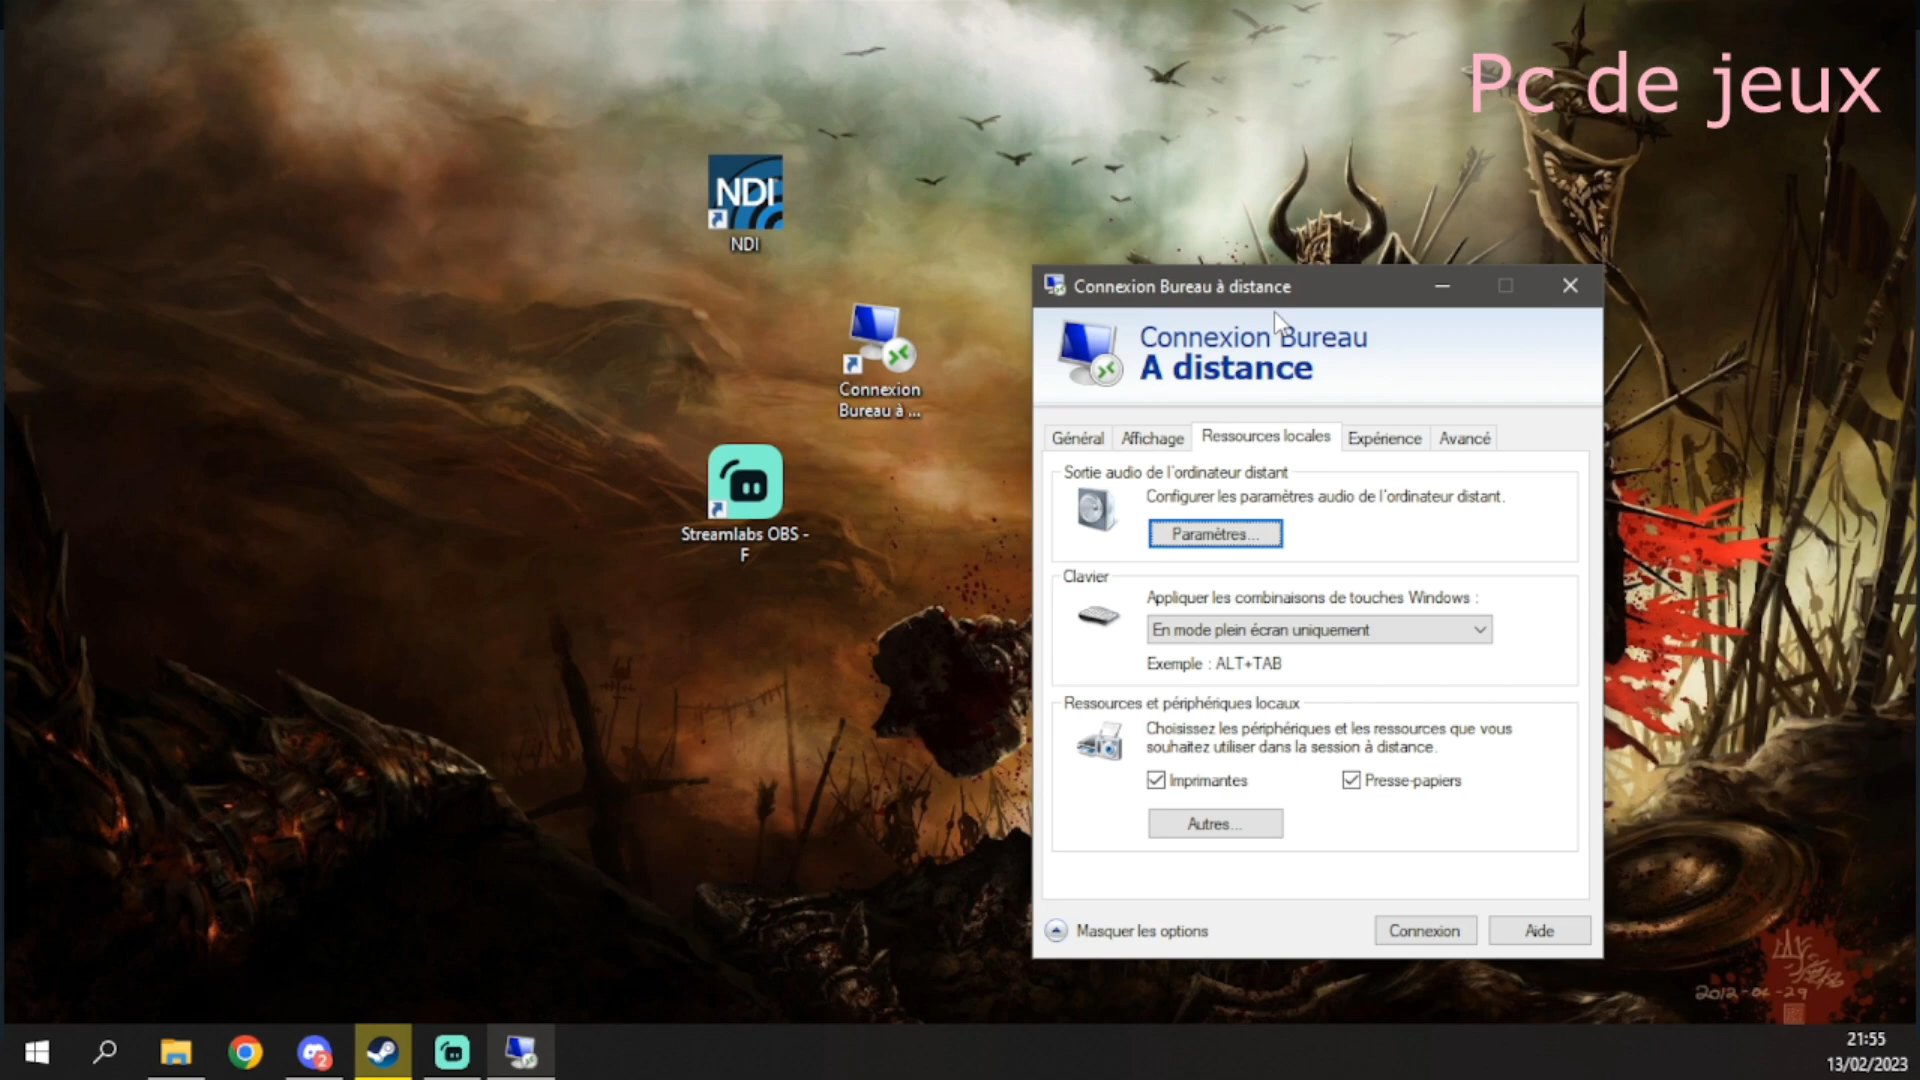 Pc de jeux
NDI
NDI
Connexion
Bureau à ...
Streamlabs OBS -
F
Connexion Bureau à distance
Connexion Bureau
A distance
Général
Affichage
Ressources locales
Expérience
Avancé
Sortie audio de l'ordinateur distant
Configurer les paramètres audio de l'ordinateur distant.
Paramètres...
Clavier
Appliquer les combinaisons de touches Windows :
En mode plein écran uniquement
Exemple : ALT+TAB
Ressources et périphériques locaux
Choisissez les périphériques et les ressources que vous
souhaitez utiliser dans la session à distance.
Imprimantes
Presse-papiers
Autres...
Masquer les options
Connexion
Aide
2012-04-29
2
21:55
13/02/2023